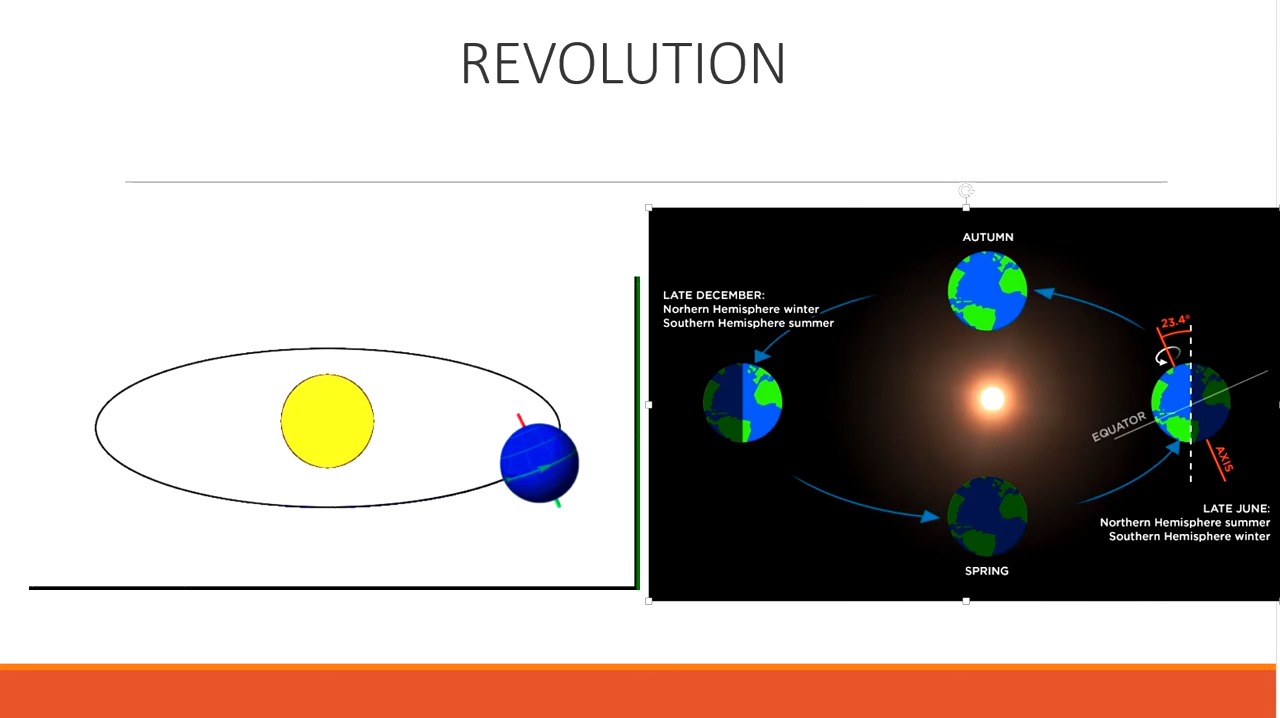 REVOLUTION
AUTUMN
LATE DECEMBER:
Norhern Hemisphere winter
Southern Hemisphere summer
23.4°
EQUATOR
AXIS
LATE JUNE:
Northern Hemisphere summer
Southern Hemisphere winter
SPRING